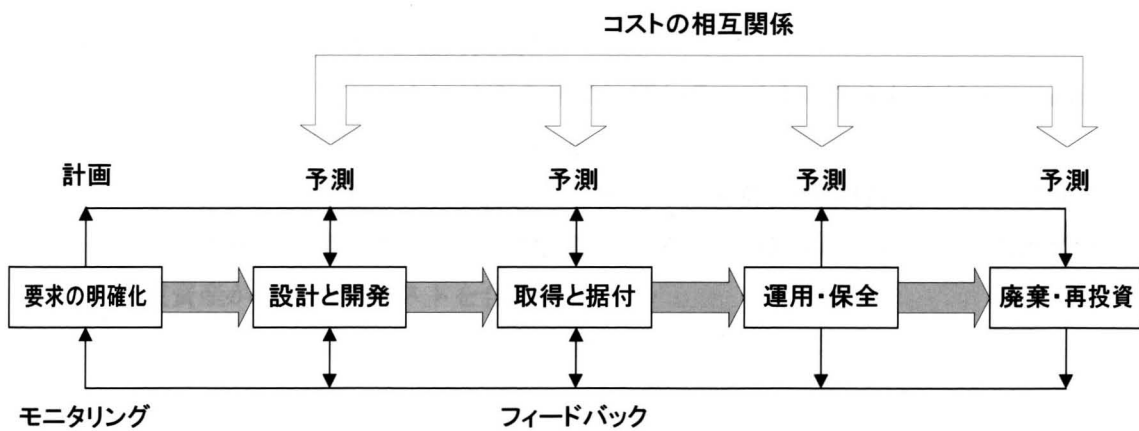 コストの相互関係
計画 予測 予測 予測 予測
要求の明確化 設計と開発 取得と据付 運用・保全 廃棄・再投資
モニタリング フィードバック